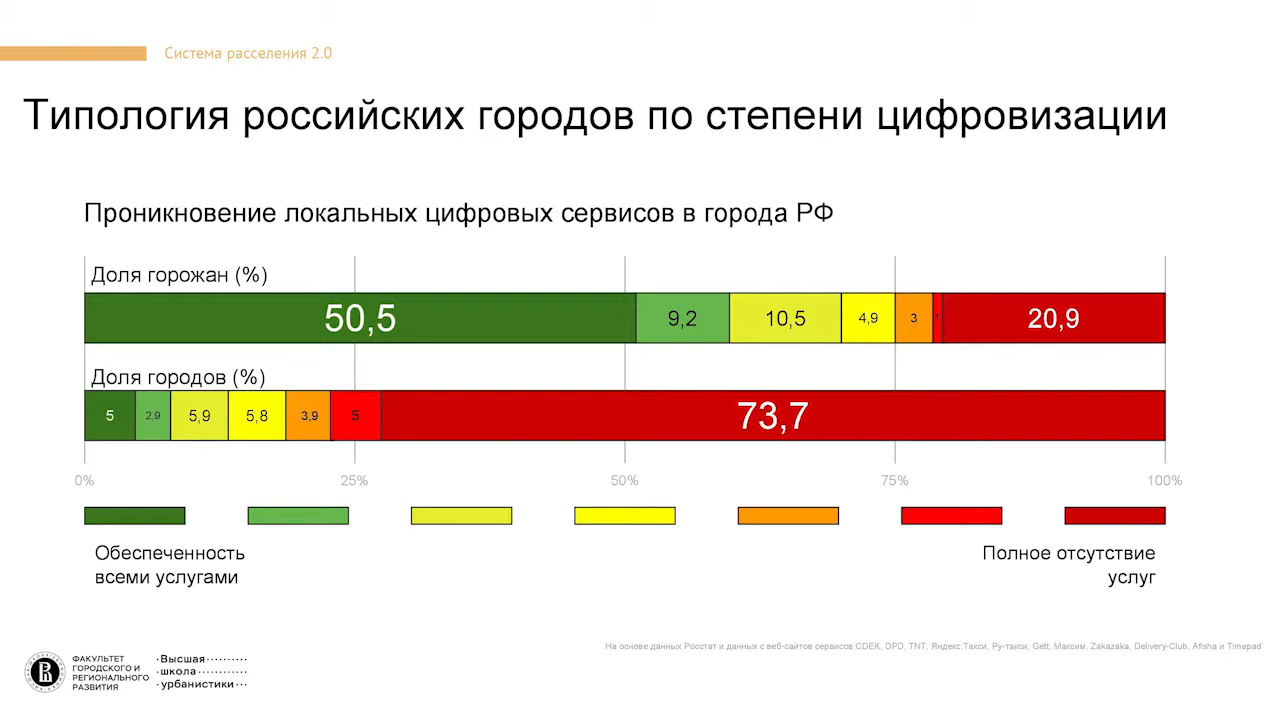 Система расселения 2.0
Типология российских городов по степени цифровизации
Проникновение локальных цифровых сервисов в города РФ
Доля горожан (%)
50,5 9,2 10,5 4,9 3 1 20,9
Доля городов (%)
5 2,9 5,9 5,8 3,9 5 73,7
0% 25% 50% 75% 100%
Обеспеченность
всеми услугами
Полное отсутствие
услуг
На основе данных Росстат и данных с веб-сайтов сервисов:CDEK, DPD, TNT, Яндекс.Такси, Ру-такси, Gett, Максим, Zakazaka, Delivery-Club, Afisha и Timepad
ФАКУЛЬТЕТ
ГОРОДСКОГО И
РЕГИОНАЛЬНОГО
РАЗВИТИЯ
·Высшая··········
·школа············
·урбанистики···